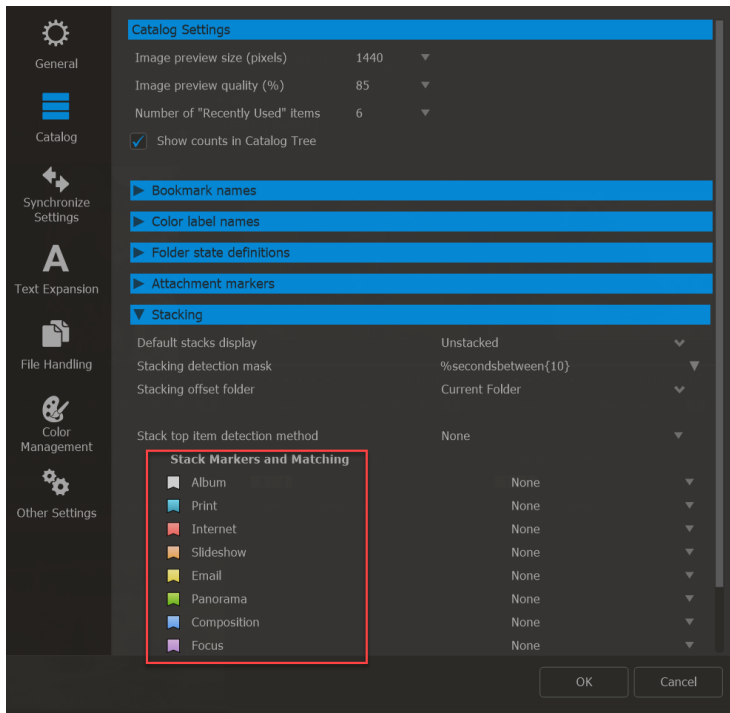 General
Catalog
Synchronize
Settings
A
Text Expansion
File Handling
Color
Management
Other Settings
Catalog Settings
Image preview size (pixels) 1440
Image preview quality (%) 85
Number of "Recently Used" items 6
Show counts in Catalog Tree
Bookmark names
Color label names
Folder state definitions
Attachment markers
Stacking
Default stacks display Unstacked
Stacking detection mask %secondsbetween{10}
Stacking offset folder Current Folder
Stack top item detection method None
Stack Markers and Matching
Album None
Print None
Internet None
Slideshow None
Email None
Panorama None
Composition None
Focus None
OK Cancel